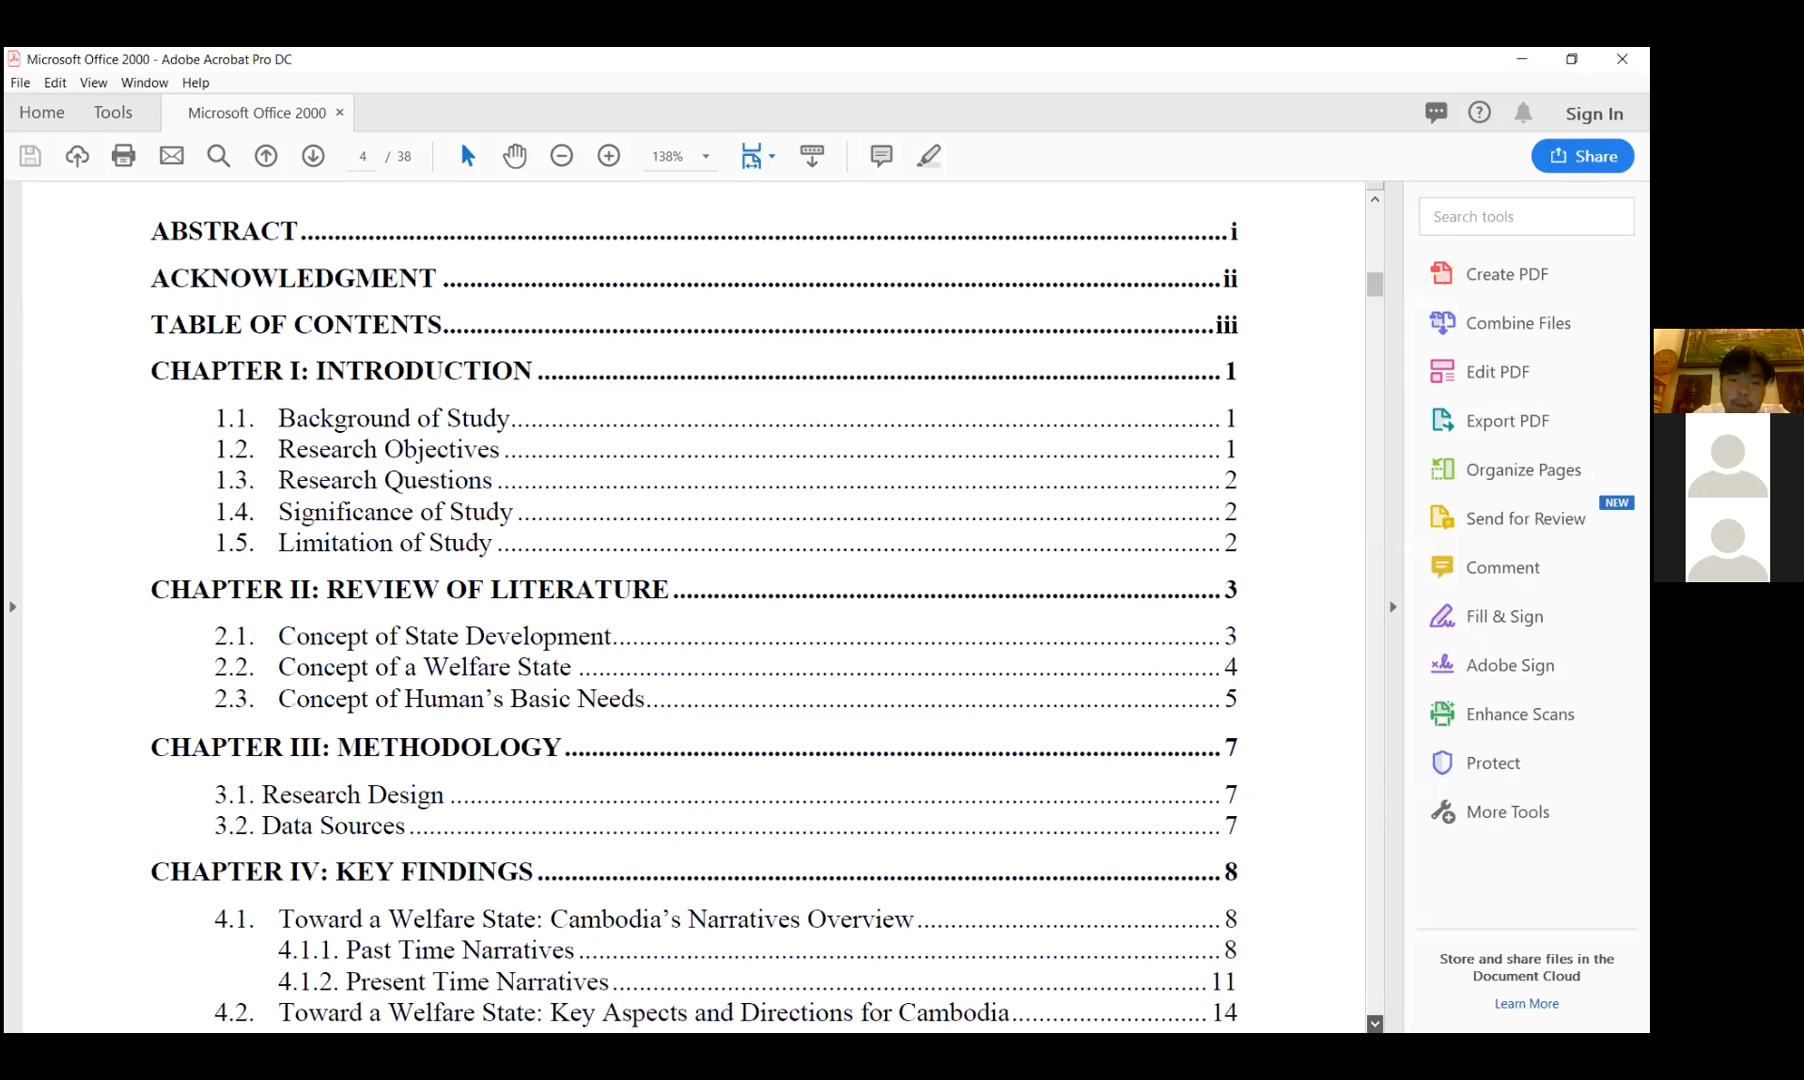 Microsoft Office 2000 - Adobe Acrobat Pro DC
File Edit View Window Help
Home Tools Microsoft Office 2000 × Sign In
4 / 38 138% Share
ABSTRACT i
ACKNOWLEDGMENT ii
TABLE OF CONTENTS iii
CHAPTER I: INTRODUCTION 1
1.1. Background of Study 1
1.2. Research Objectives 1
1.3. Research Questions 2
1.4. Significance of Study 2
1.5. Limitation of Study 2
CHAPTER II: REVIEW OF LITERATURE 3
2.1. Concept of State Development 3
2.2. Concept of a Welfare State 4
2.3. Concept of Human’s Basic Needs 5
CHAPTER III: METHODOLOGY 7
3.1. Research Design 7
3.2. Data Sources 7
CHAPTER IV: KEY FINDINGS 8
4.1. Toward a Welfare State: Cambodia’s Narratives Overview 8
4.1.1. Past Time Narratives 8
4.1.2. Present Time Narratives 11
4.2. Toward a Welfare State: Key Aspects and Directions for Cambodia 14
Search tools
Create PDF
Combine Files
Edit PDF
Export PDF
Organize Pages
NEW
Send for Review
Comment
Fill & Sign
Adobe Sign
Enhance Scans
Protect
More Tools
Store and share files in the
Document Cloud
Learn More